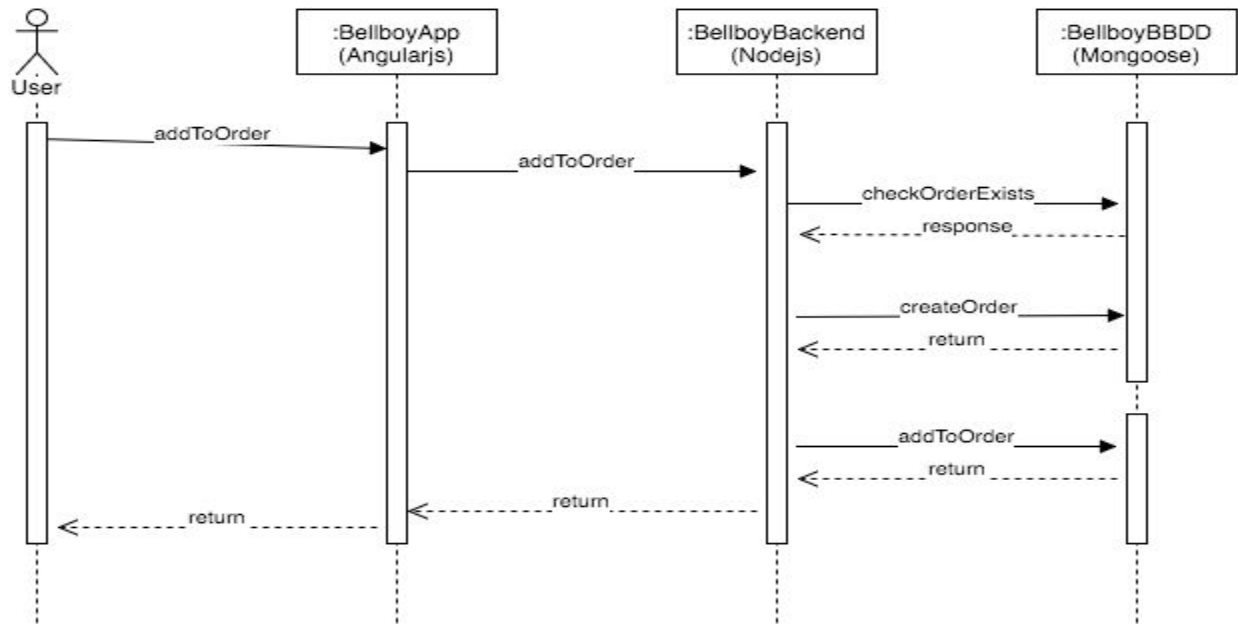 :BellboyApp
(Angularjs)
:BellboyBackend
(Nodejs)
:BellboyBBDD
(Mongoose)
User
addToOrder
addToOrder
checkOrderExists
response
createOrder
return
addToOrder
return
return
return